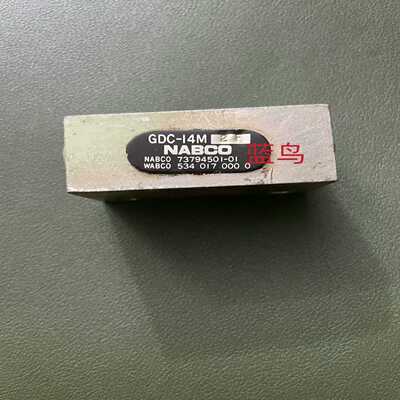 GDC-14M
NABCO
NABCO 73794501-01
WABCO 534 017 000 0
蓝鸟